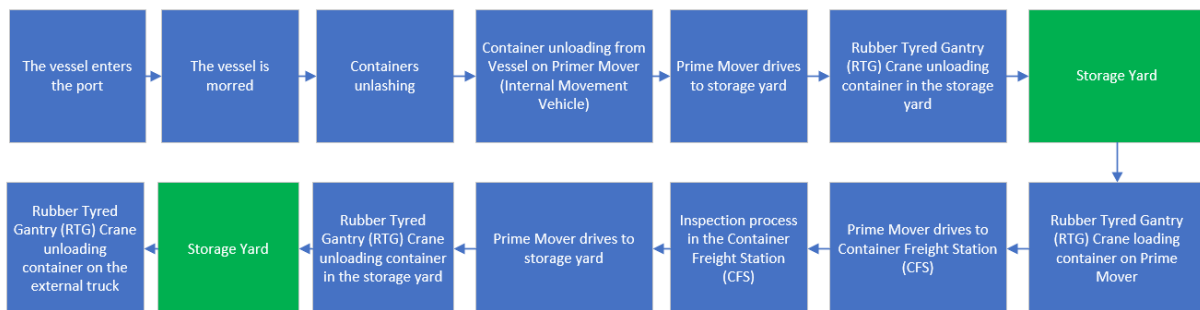 The vessel enters
the port
The vessel is
morred
Containers
unlashing
Container unloading from
Vessel on Primer Mover
(Internal Movement
Vehicle)
Prime Mover drives
to storage yard
Rubber Tyred Gantry
(RTG) Crane unloading
container in the storage
yard
Storage Yard
Rubber Tyred Gantry
(RTG) Crane loading
container on Prime
Mover
Prime Mover drives to
Container Freight Station
(CFS)
Inspection process
in the Container
Freight Station
(CFS)
Prime Mover drives to
storage yard
Rubber Tyred
Gantry (RTG) Crane
unloading container
in the storage yard
Storage Yard
Rubber Tyred
Gantry (RTG) Crane
unloading
container on the
external truck